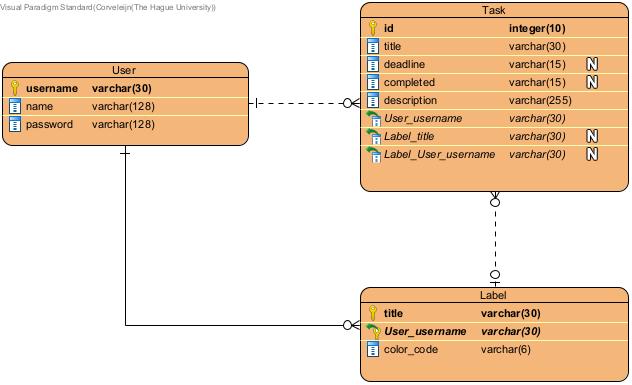 Visual Paradigm Standard(Corveleijn(The Hague University))
Task
id integer(10)
title varchar(30)
deadline varchar(15) N
completed varchar(15) N
description varchar(255)
User_username varchar(30)
Label_title varchar(30) N
Label_User_username varchar(30) N
User
username varchar(30)
name varchar(128)
password varchar(128)
Label
title varchar(30)
User_username varchar(30)
color_code varchar(6)